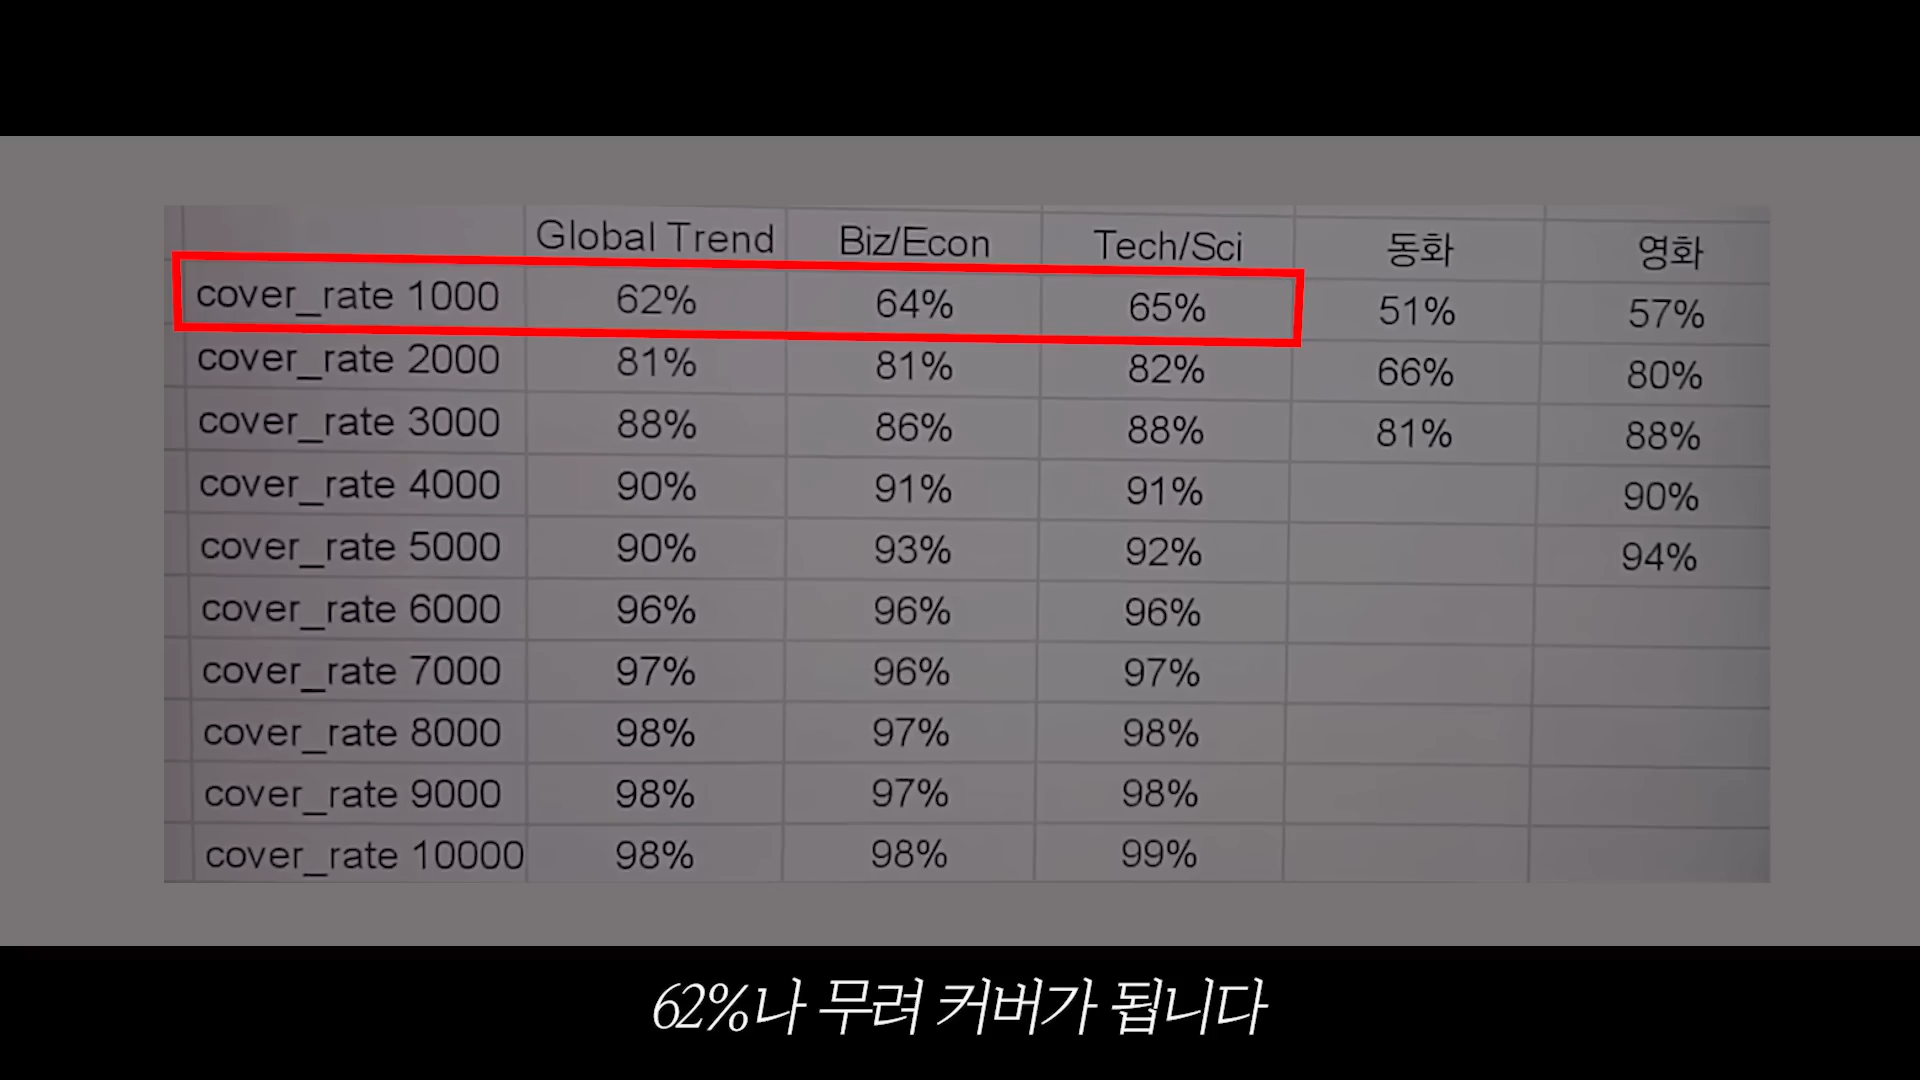 Global Trend Biz/Econ Tech/Sci 동화 영화
cover_rate 1000 62% 64% 65% 51% 57%
cover_rate 2000 81% 81% 82% 66% 80%
cover_rate 3000 88% 86% 88% 81% 88%
cover_rate 4000 90% 91% 91% 90%
cover_rate 5000 90% 93% 92% 94%
cover_rate 6000 96% 96% 96%
cover_rate 7000 97% 96% 97%
cover_rate 8000 98% 97% 98%
cover_rate 9000 98% 97% 98%
cover_rate 10000 98% 98% 99%
62%나 무려 커버가 됩니다